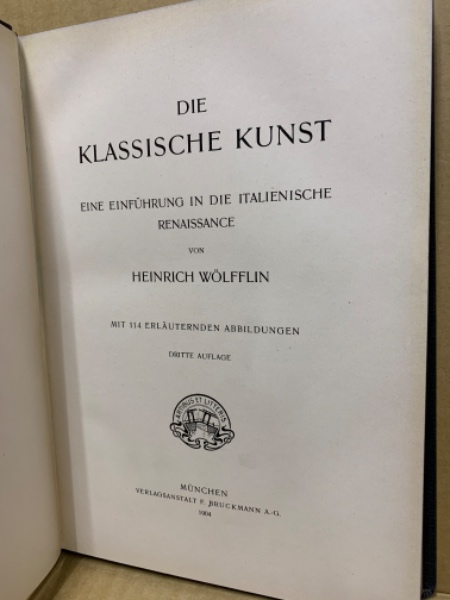 DIE
KLASSISCHE KUNST
EINE EINFÜHRUNG IN DIE ITALIENISCHE
RENAISSANCE
VON
HEINRICH WÖLFFLIN
MIT 114 ERLÄUTERNDEN ABBILDUNGEN
DRITTE AUFLAGE
ARTIBUS ET LITTERIS
MÜNCHEN
VERLAGSANSTALT F. BRUCKMANN A.-G.
1904